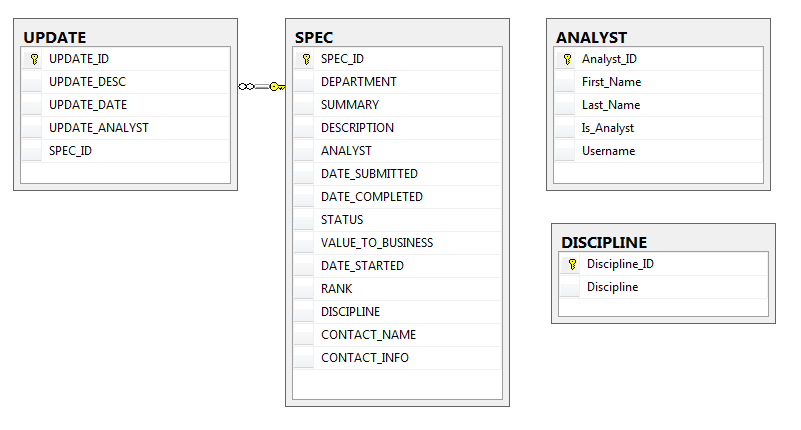 UPDATE
UPDATE_ID
UPDATE_DESC
UPDATE_DATE
UPDATE_ANALYST
SPEC_ID
SPEC
SPEC_ID
DEPARTMENT
SUMMARY
DESCRIPTION
ANALYST
DATE_SUBMITTED
DATE_COMPLETED
STATUS
VALUE_TO_BUSINESS
DATE_STARTED
RANK
DISCIPLINE
CONTACT_NAME
CONTACT_INFO
ANALYST
Analyst_ID
First_Name
Last_Name
Is_Analyst
Username
DISCIPLINE
Discipline_ID
Discipline